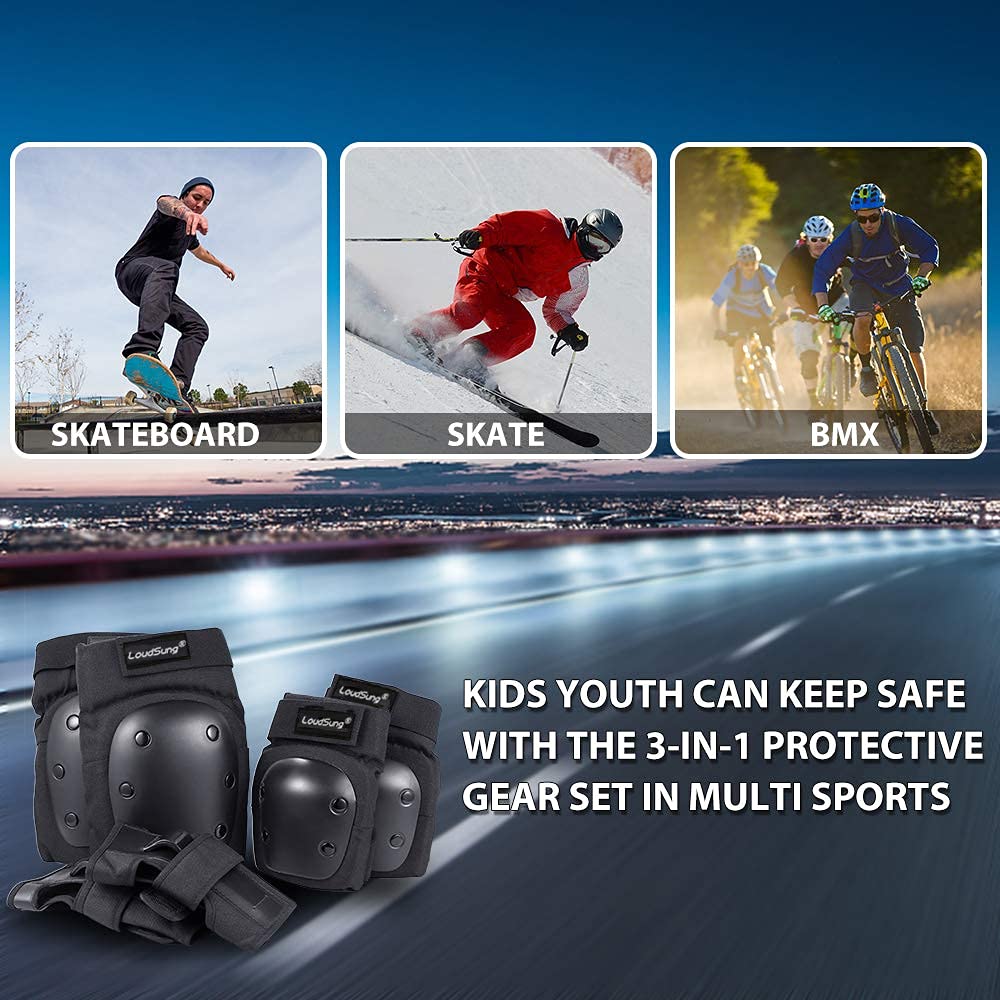 SKATEBOARD
SKATE
BMX
LoudSung®
LoudSung®
LoudSung®
KIDS YOUTH CAN KEEP SAFE
WITH THE 3-IN-1 PROTECTIVE
GEAR SET IN MULTI SPORTS